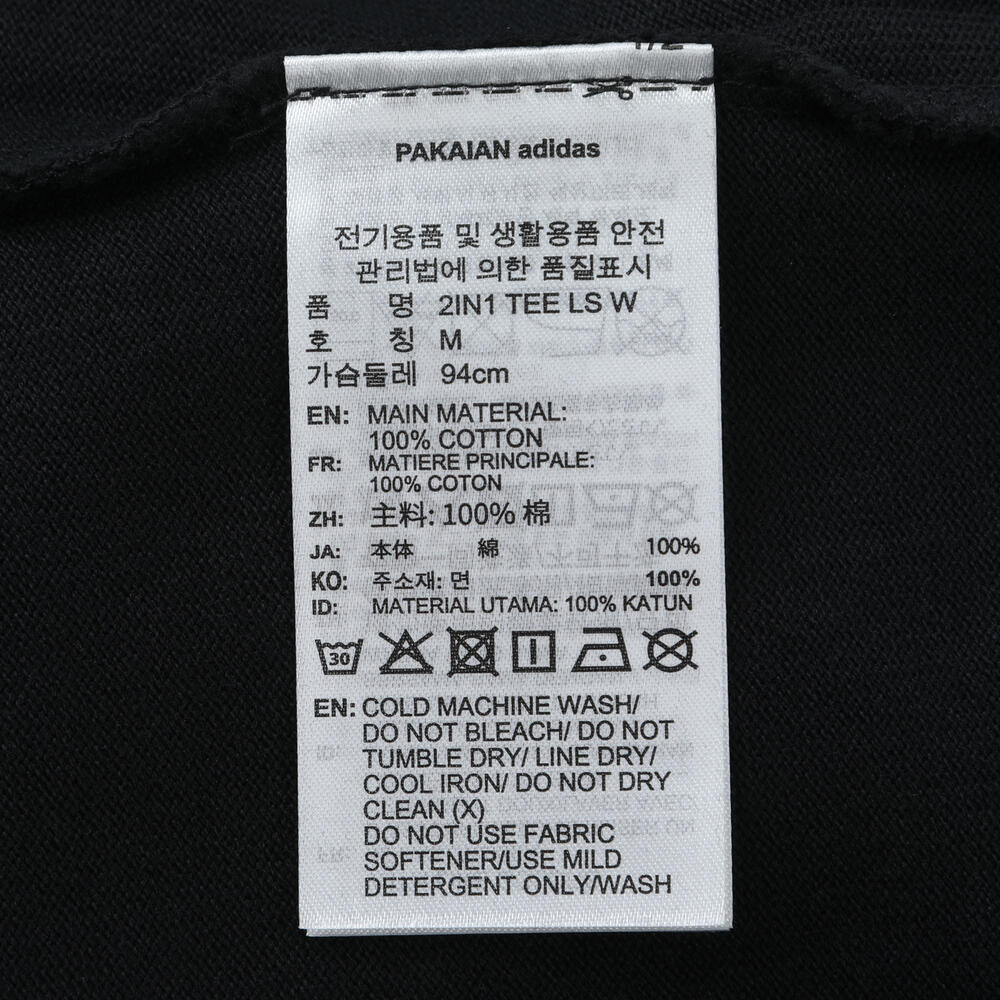 PAKAIAN adidas
전기용품 및 생활용품 안전
관리법에 의한 품질표시
품 명 2IN1 TEE LS W
호 칭 M
가슴둘레 94cm
EN: MAIN MATERIAL:
100% COTTON
FR: MATIERE PRINCIPALE:
100% COTON
ZH: 主料: 100% 棉
JA: 本体 綿 100%
KO: 주소재: 면 100%
ID: MATERIAL UTAMA: 100% KATUN
30
EN: COLD MACHINE WASH/
DO NOT BLEACH/ DO NOT
TUMBLE DRY/ LINE DRY/
COOL IRON/ DO NOT DRY
CLEAN (X)
DO NOT USE FABRIC
SOFTENER/USE MILD
DETERGENT ONLY/WASH